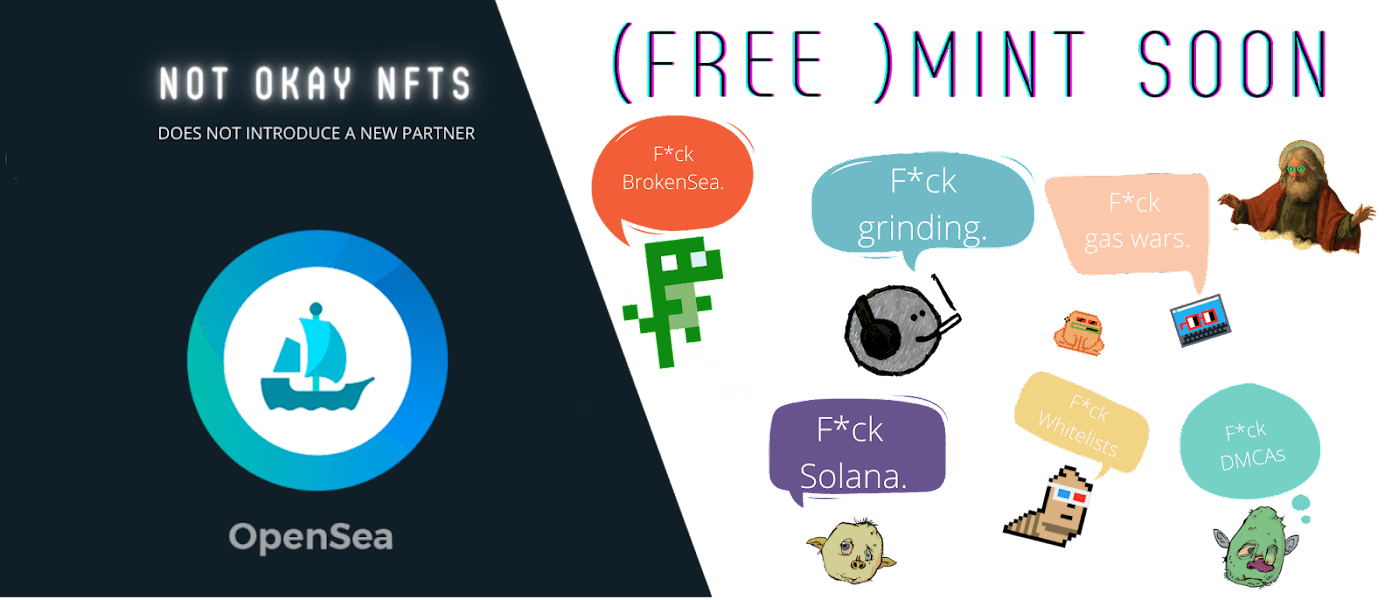 NOT OKAY NFTS
DOES NOT INTRODUCE A NEW PARTNER
OpenSea
(FREE )MINT SOON
F*ck
BrokenSea.
F*ck
grinding.
F*ck
gas wars.
F*ck
Solana.
F*ck
Whitelists
F*ck
DMCAs